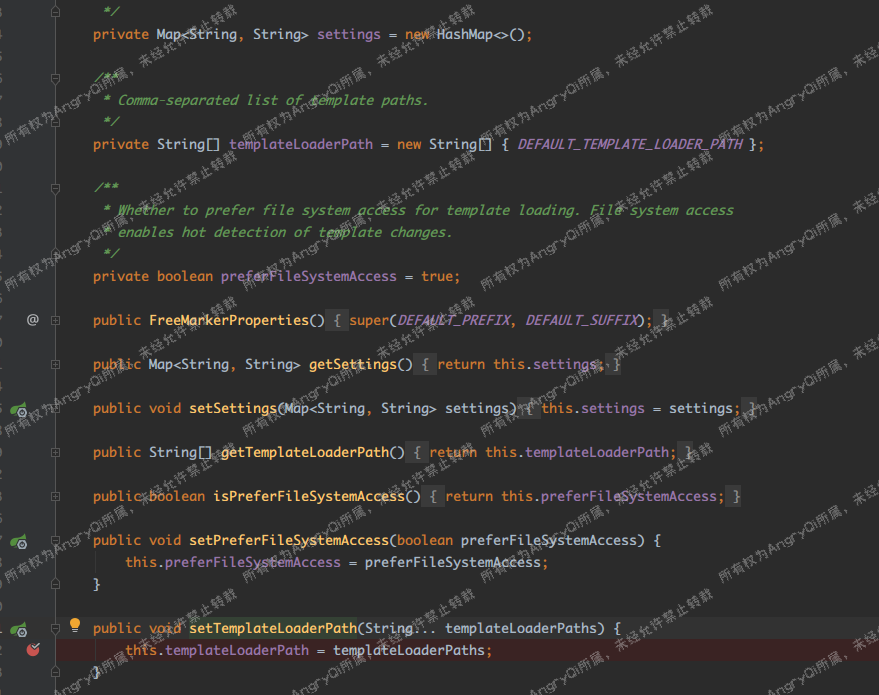 */
private Map<String, String> settings = new HashMap<>();
/**
* Comma-separated list of template paths.
*/
private String[] templateLoaderPath = new String[] { DEFAULT_TEMPLATE_LOADER_PATH };
/**
* Whether to prefer file system access for template loading. File system access
* enables hot detection of template changes.
*/
private boolean preferFileSystemAccess = true;
@ public FreeMarkerProperties() { super(DEFAULT_PREFIX, DEFAULT_SUFFIX); }
public Map<String, String> getSettings() { return this.settings; }
public void setSettings(Map<String, String> settings) { this.settings = settings; }
public String[] getTemplateLoaderPath() { return this.templateLoaderPath; }
public boolean isPreferFileSystemAccess() { return this.preferFileSystemAccess; }
public void setPreferFileSystemAccess(boolean preferFileSystemAccess) {
this.preferFileSystemAccess = preferFileSystemAccess;
}
public void setTemplateLoaderPath(String... templateLoaderPaths) {
this.templateLoaderPath = templateLoaderPaths;
}
所有权为AngCyQi所属，未经允许禁止转载